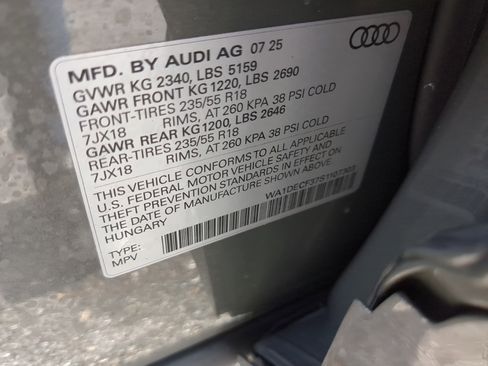 MFD. BY AUDI AG 07 25
GVWR KG 2340, LBS 5159
GAWR FRONT KG 1220, LBS 2690
FRONT-TIRES 235/55 R18
7JX18 RIMS, AT 260 KPA 38 PSI COLD
GAWR REAR KG 1200, LBS 2646
REAR-TIRES 235/55 R18
7JX18 RIMS, AT 260 KPA 38 PSI COLD
THIS VEHICLE CONFORMS TO ALL APPLICABLE
U.S. FEDERAL MOTOR VEHICLE SAFETY AND
THEFT PREVENTION STANDARDS IN EFFECT ON
THE DATE OF MANUFACTURE SHOWN ABOVE
HUNGARY
WA1DECF37S1107303
TYPE:
MPV